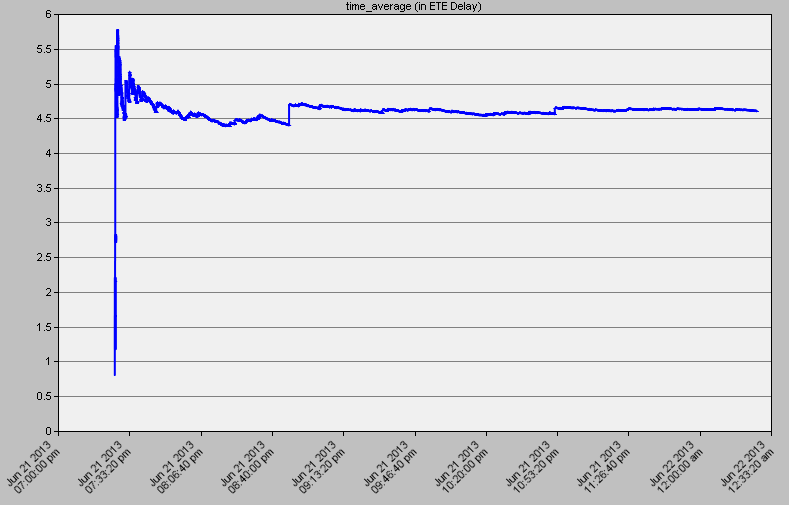 time_average (in ETE Delay)
6
5.5
5
4.5
4
3.5
3
2.5
2
1.5
1
0.5
0
Jun 21 2013
07:00:00 pm
Jun 21 2013
07:33:20 pm
Jun 21 2013
08:06:40 pm
Jun 21 2013
08:40:00 pm
Jun 21 2013
09:13:20 pm
Jun 21 2013
09:46:40 pm
Jun 21 2013
10:20:00 pm
Jun 21 2013
10:53:20 pm
Jun 21 2013
11:26:40 pm
Jun 22 2013
12:00:00 am
Jun 22 2013
12:33:20 am